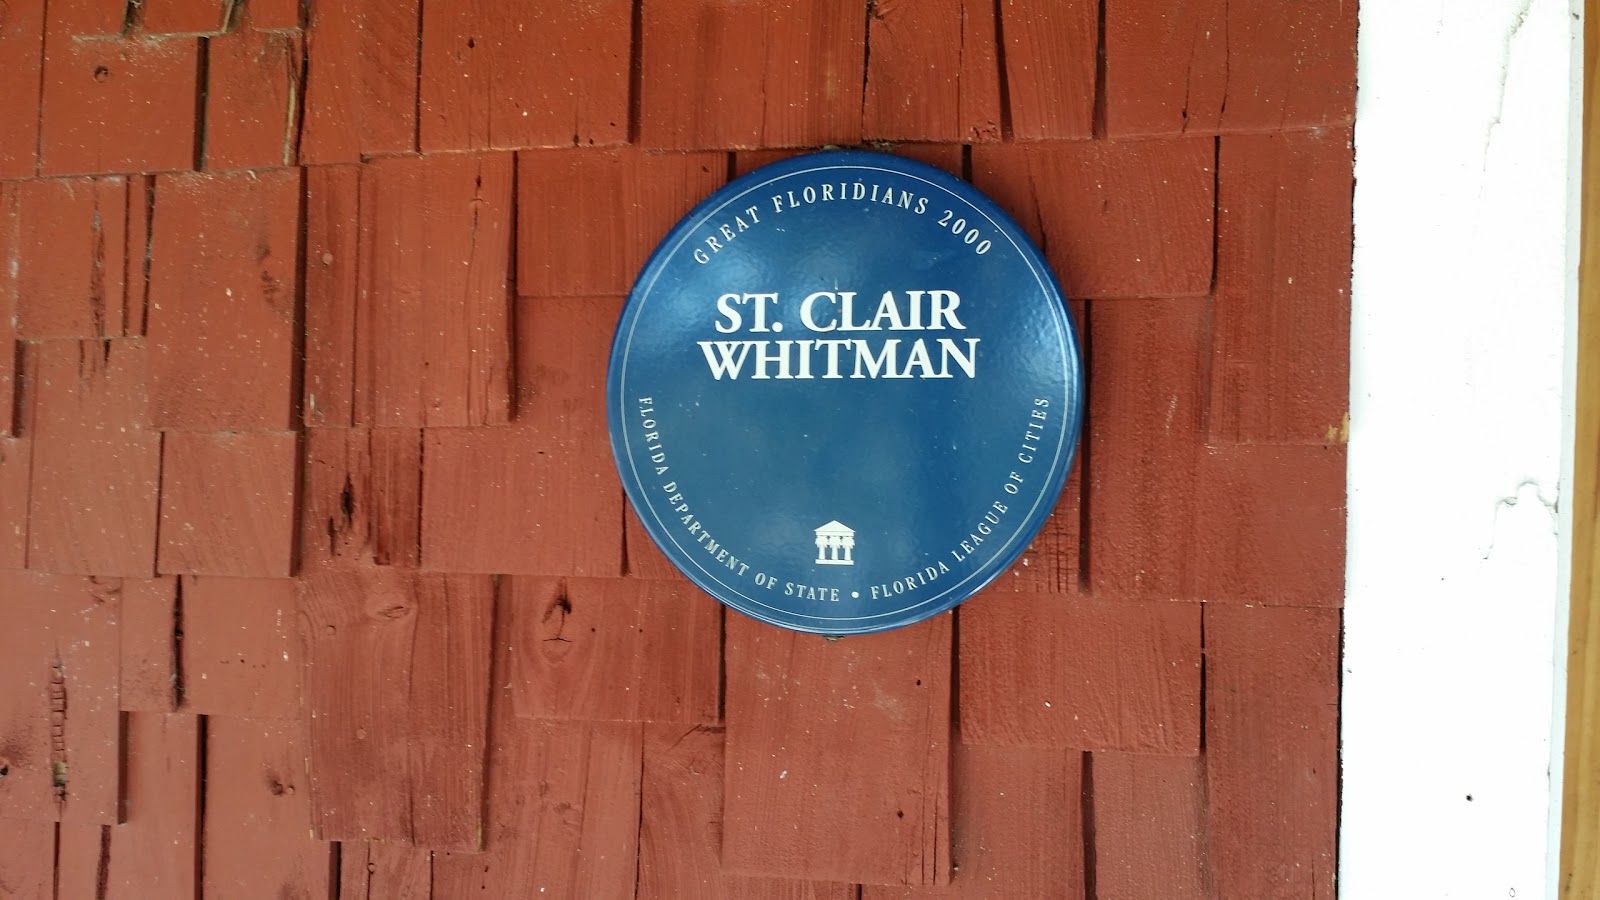 GREAT FLORIDIANS 2000
ST. CLAIR
WHITMAN
FLORIDA DEPARTMENT OF STATE • FLORIDA LEAGUE OF CITIES